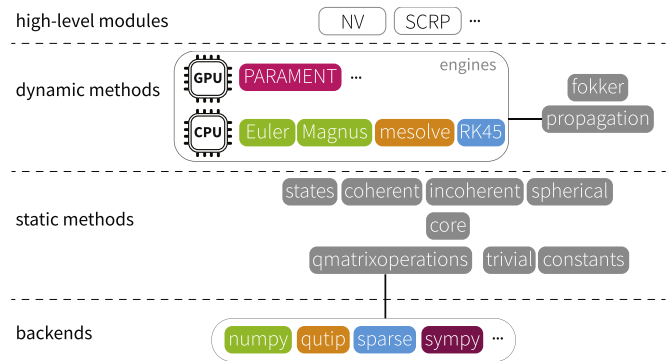 high-level modules NV SCRP ...
engines
GPU PARAMENT ...
dynamic methods fokker
propagation
CPU Euler Magnus mesolve RK45
states coherent incoherent spherical
static methods core
qmatrixoperations trivial constants
backends numpy qutip sparse sympy ...